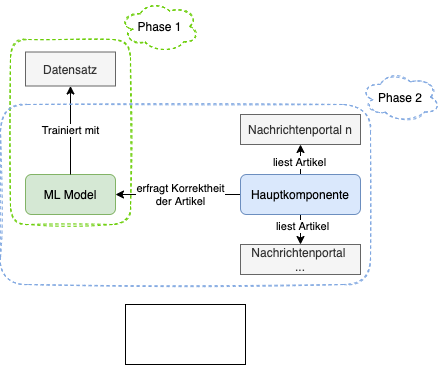 Phase 1
Datensatz
Phase 2
Trainiert mit
Nachrichtenportal n
liest Artikel
ML Model
erfragt Korrektheit
der Artikel
Hauptkomponente
liest Artikel
Nachrichtenportal
...